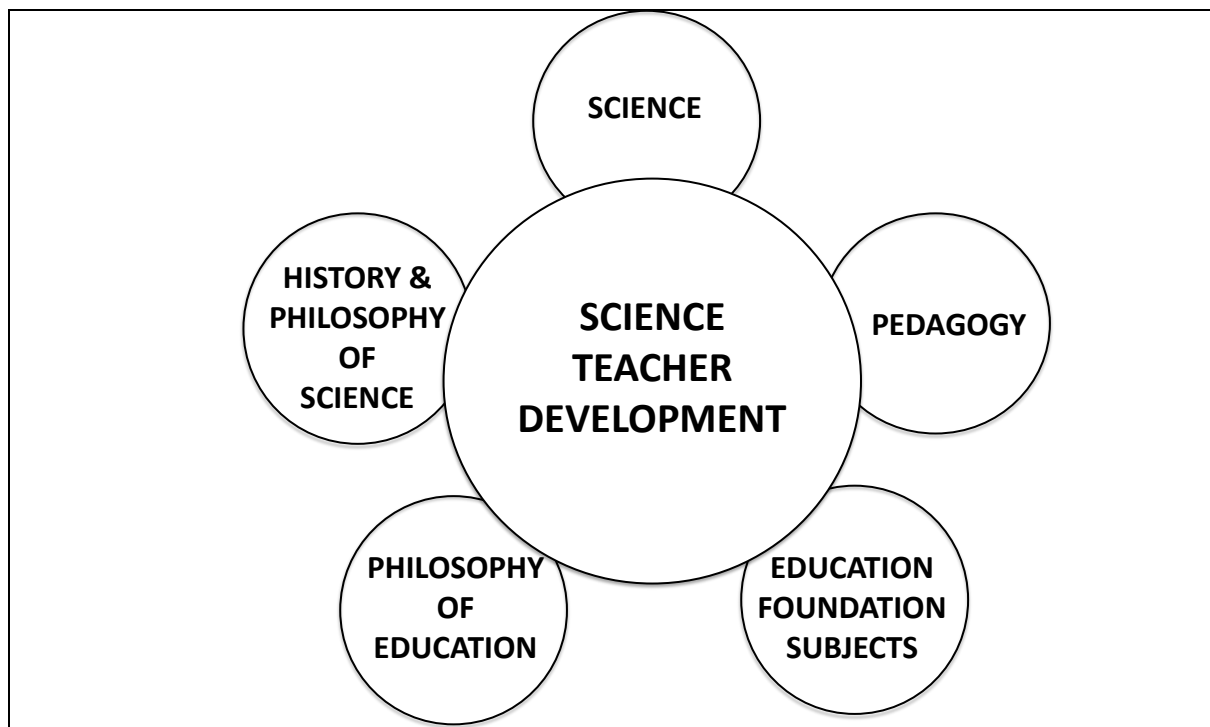 SCIENCE
HISTORY &
PHILOSOPHY
OF
SCIENCE
SCIENCE
TEACHER
DEVELOPMENT
PEDAGOGY
PHILOSOPHY
OF
EDUCATION
EDUCATION
FOUNDATION
SUBJECTS